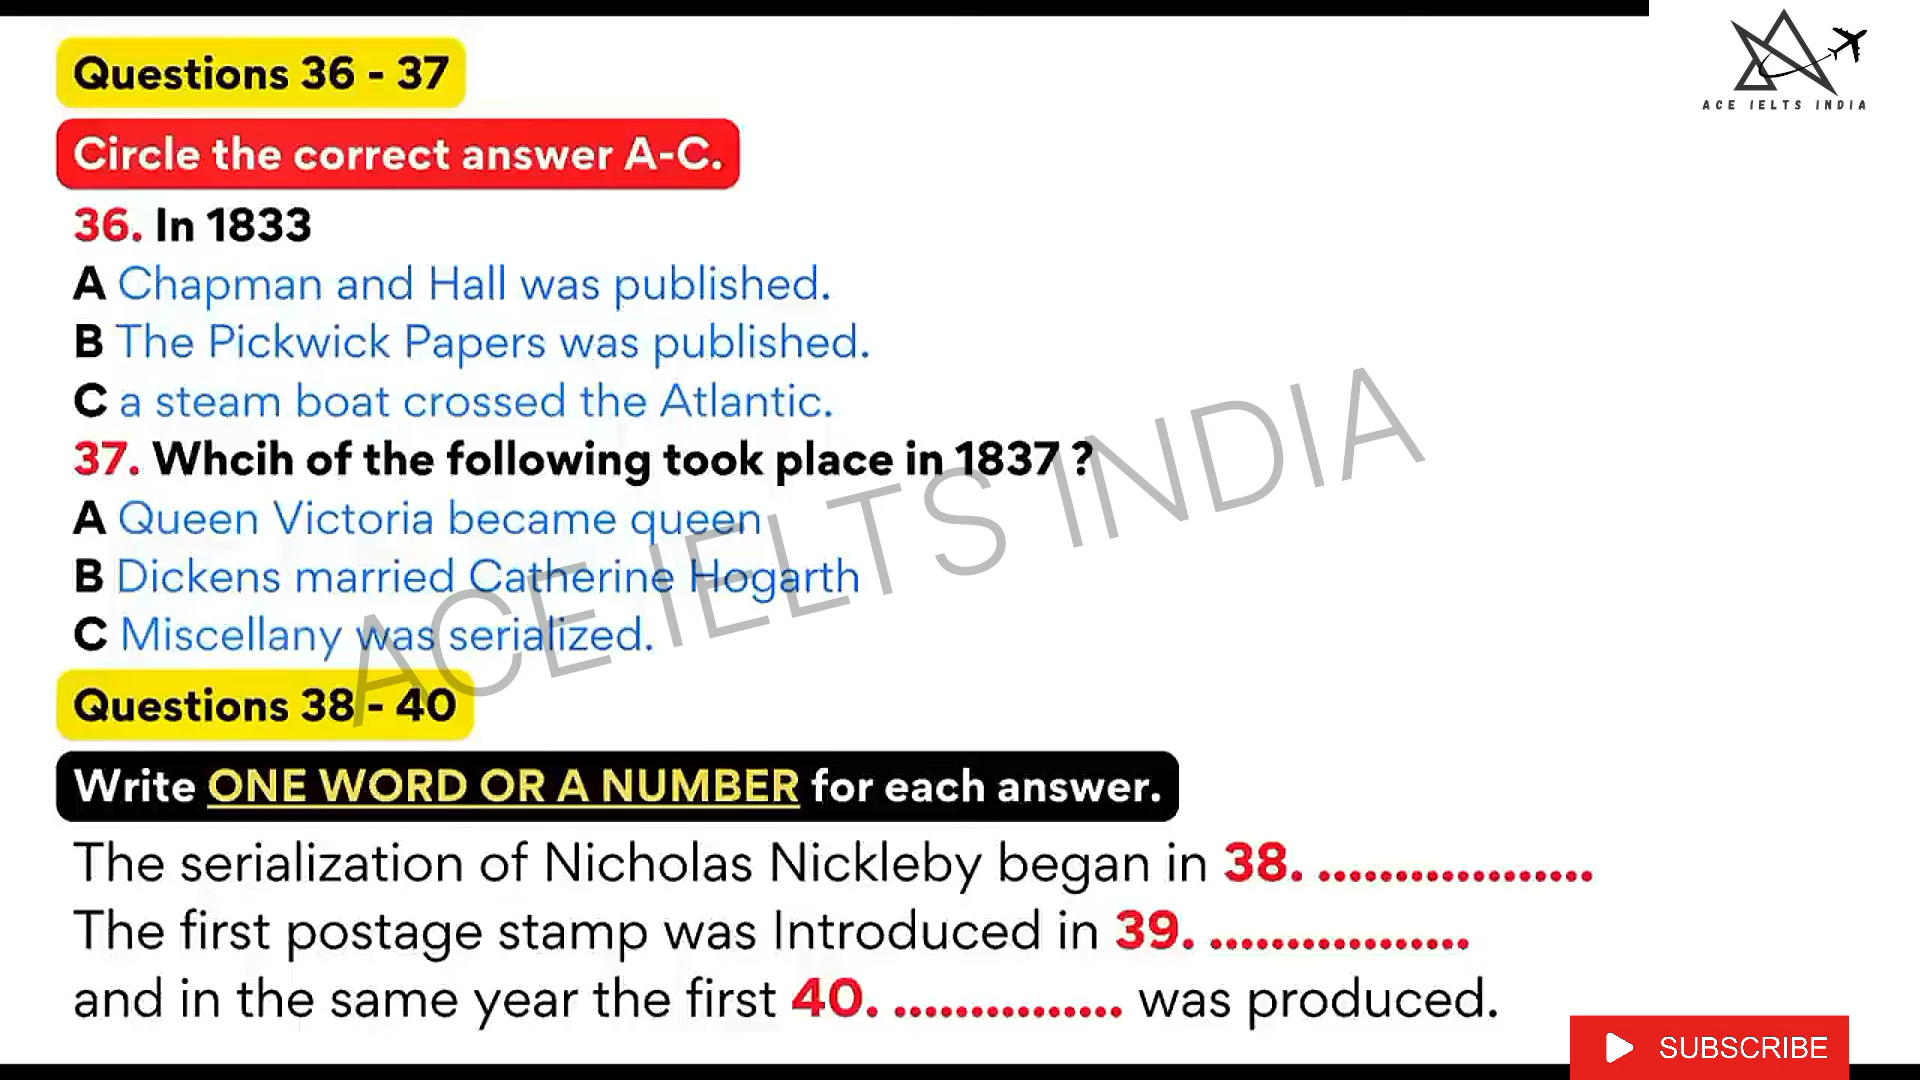 ACE IELTS INDIA
Questions 36 - 37
Circle the correct answer A-C.
36. In 1833
A Chapman and Hall was published.
B The Pickwick Papers was published.
C a steam boat crossed the Atlantic.
37. Whcih of the following took place in 1837 ?
A Queen Victoria became queen
B Dickens married Catherine Hogarth
C Miscellany was serialized.
ACE IELTS INDIA
Questions 38 - 40
Write ONE WORD OR A NUMBER for each answer.
The serialization of Nicholas Nickleby began in 38. ..................
The first postage stamp was Introduced in 39. .................
and in the same year the first 40. ............... was produced.
SUBSCRIBE